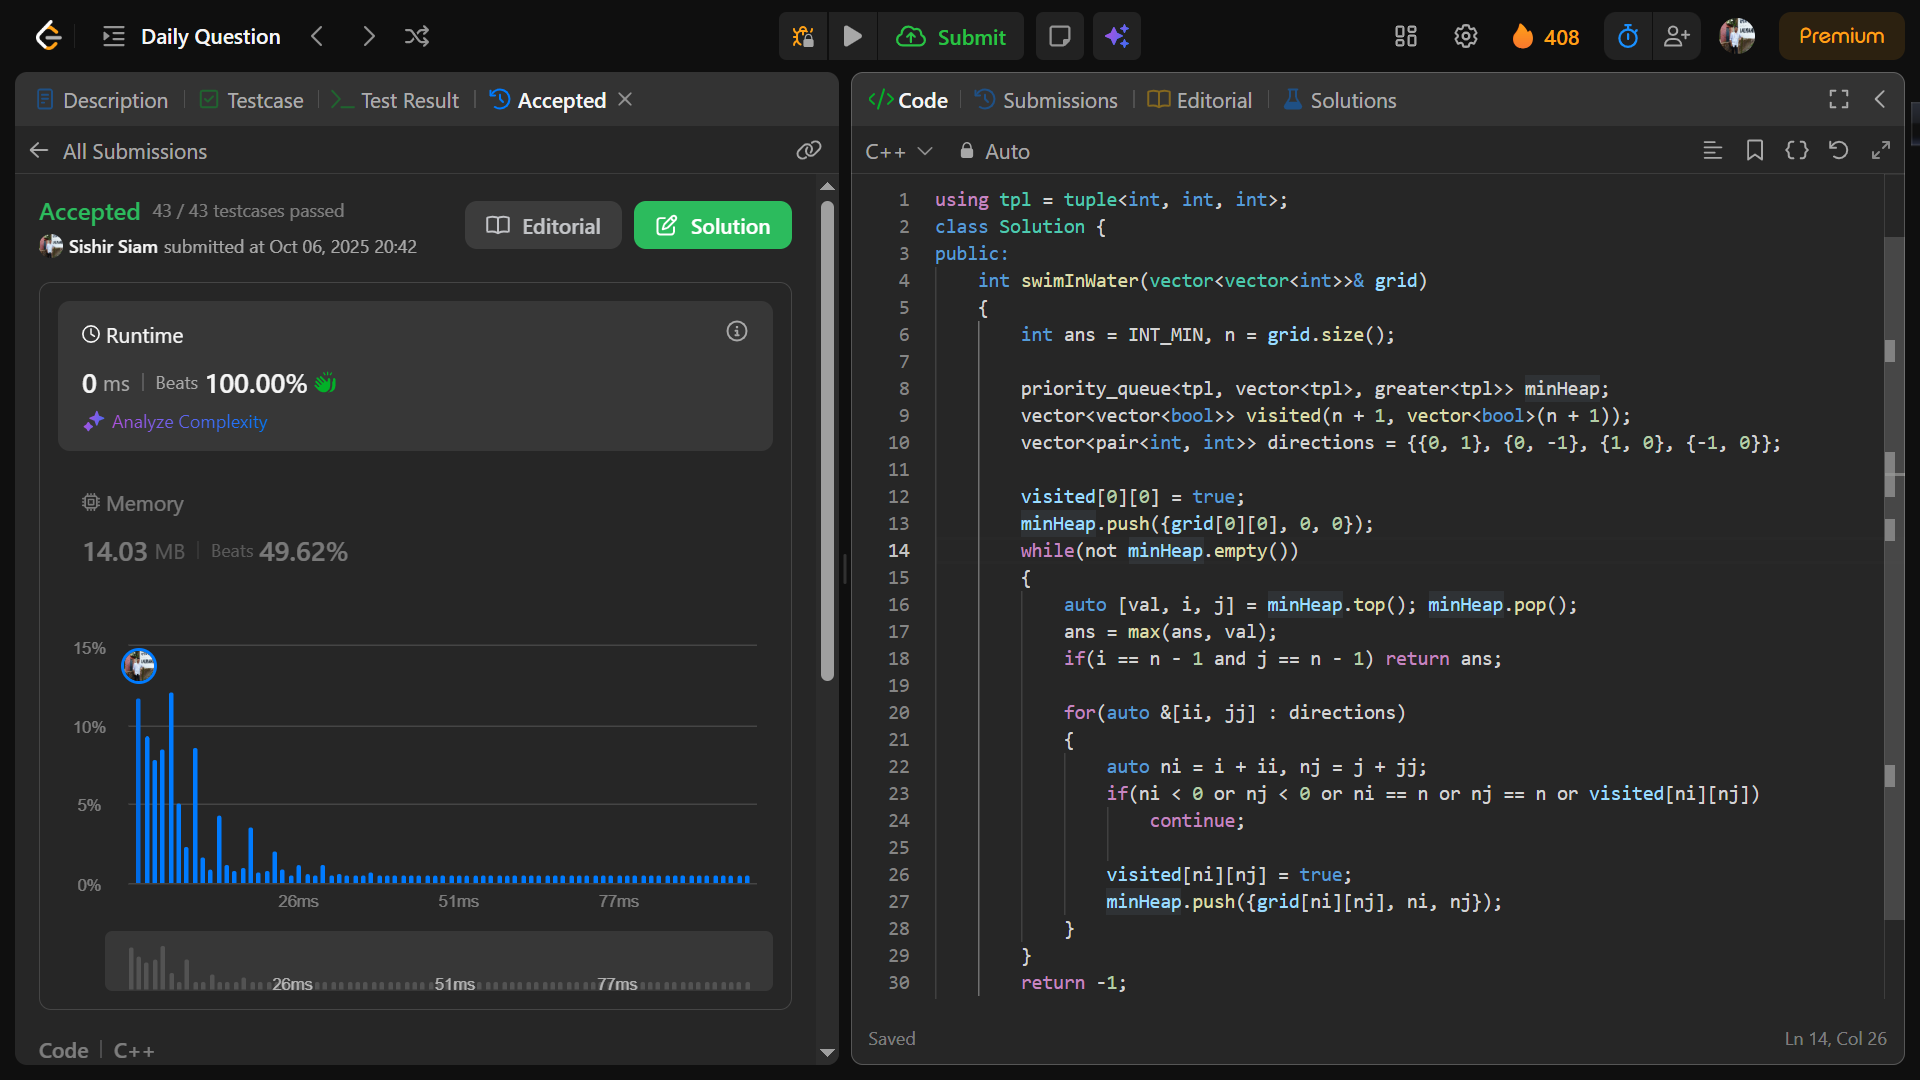 Daily Question
Submit
408
Premium
Description
Testcase
Test Result
Accepted
All Submissions
Accepted 43 / 43 testcases passed
Sishir Siam submitted at Oct 06, 2025 20:42
Editorial
Solution
Runtime
0 ms Beats 100.00%
Analyze Complexity
Memory
14.03 MB Beats 49.62%
15%
10%
5%
0%
26ms 51ms 77ms
26ms 51ms 77ms
Code C++
</> Code
Submissions
Editorial
Solutions
C++ Auto
1 using tpl = tuple<int, int, int>;
2 class Solution {
3 public:
4 int swimInWater(vector<vector<int>>& grid)
5 {
6 int ans = INT_MIN, n = grid.size();
7
8 priority_queue<tpl, vector<tpl>, greater<tpl>> minHeap;
9 vector<vector<bool>> visited(n + 1, vector<bool>(n + 1));
10 vector<pair<int, int>> directions = {{0, 1}, {0, -1}, {1, 0}, {-1, 0}};
11
12 visited[0][0] = true;
13 minHeap.push({grid[0][0], 0, 0});
14 while(not minHeap.empty())
15 {
16 auto [val, i, j] = minHeap.top(); minHeap.pop();
17 ans = max(ans, val);
18 if(i == n - 1 and j == n - 1) return ans;
19
20 for(auto &[ii, jj] : directions)
21 {
22 auto ni = i + ii, nj = j + jj;
23 if(ni < 0 or nj < 0 or ni == n or nj == n or visited[ni][nj])
24 continue;
25
26 visited[ni][nj] = true;
27 minHeap.push({grid[ni][nj], ni, nj});
28 }
29 }
30 return -1;
Saved
Ln 14, Col 26